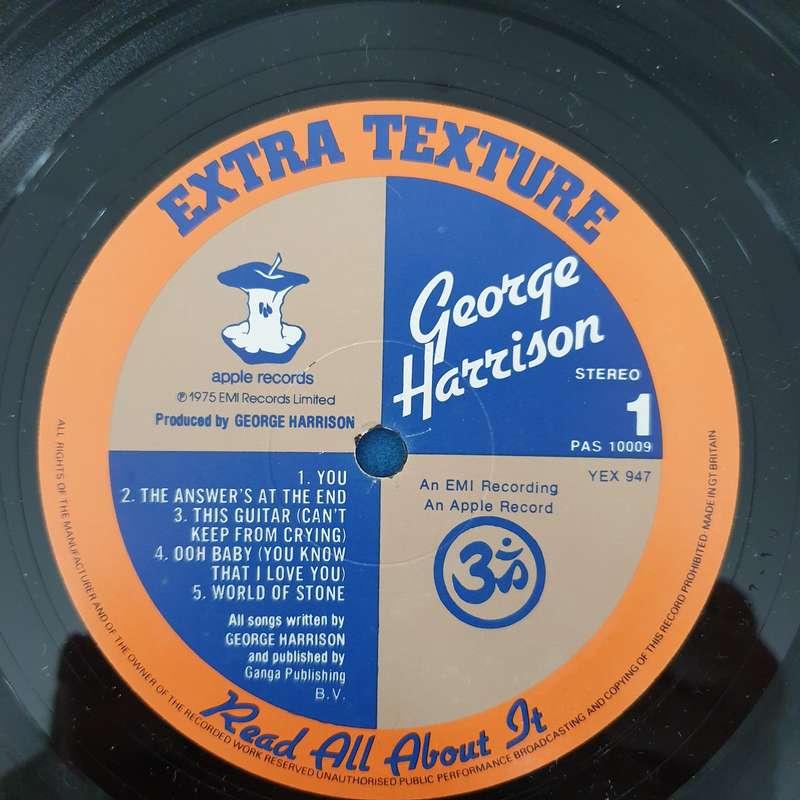 EXTRA TEXTURE
apple records
℗ 1975 EMI Records Limited
Produced by GEORGE HARRISON
George
Harrison
STEREO
1
PAS 10009
1. YOU
2. THE ANSWER'S AT THE END
3. THIS GUITAR (CAN'T
KEEP FROM CRYING)
4. OOH BABY (YOU KNOW
THAT I LOVE YOU)
5. WORLD OF STONE
All songs written by
GEORGE HARRISON
and published by
Ganga Publishing
B.V.
YEX 947
An EMI Recording
An Apple Record
ॐ
Read All About It
ALL RIGHTS OF THE MANUFACTURER AND OF THE OWNER OF THE RECORDED WORK RESERVED UNAUTHORISED PUBLIC PERFORMANCE BROADCASTING AND COPYING OF THIS RECORD PROHIBITED MADE IN GT BRITAIN